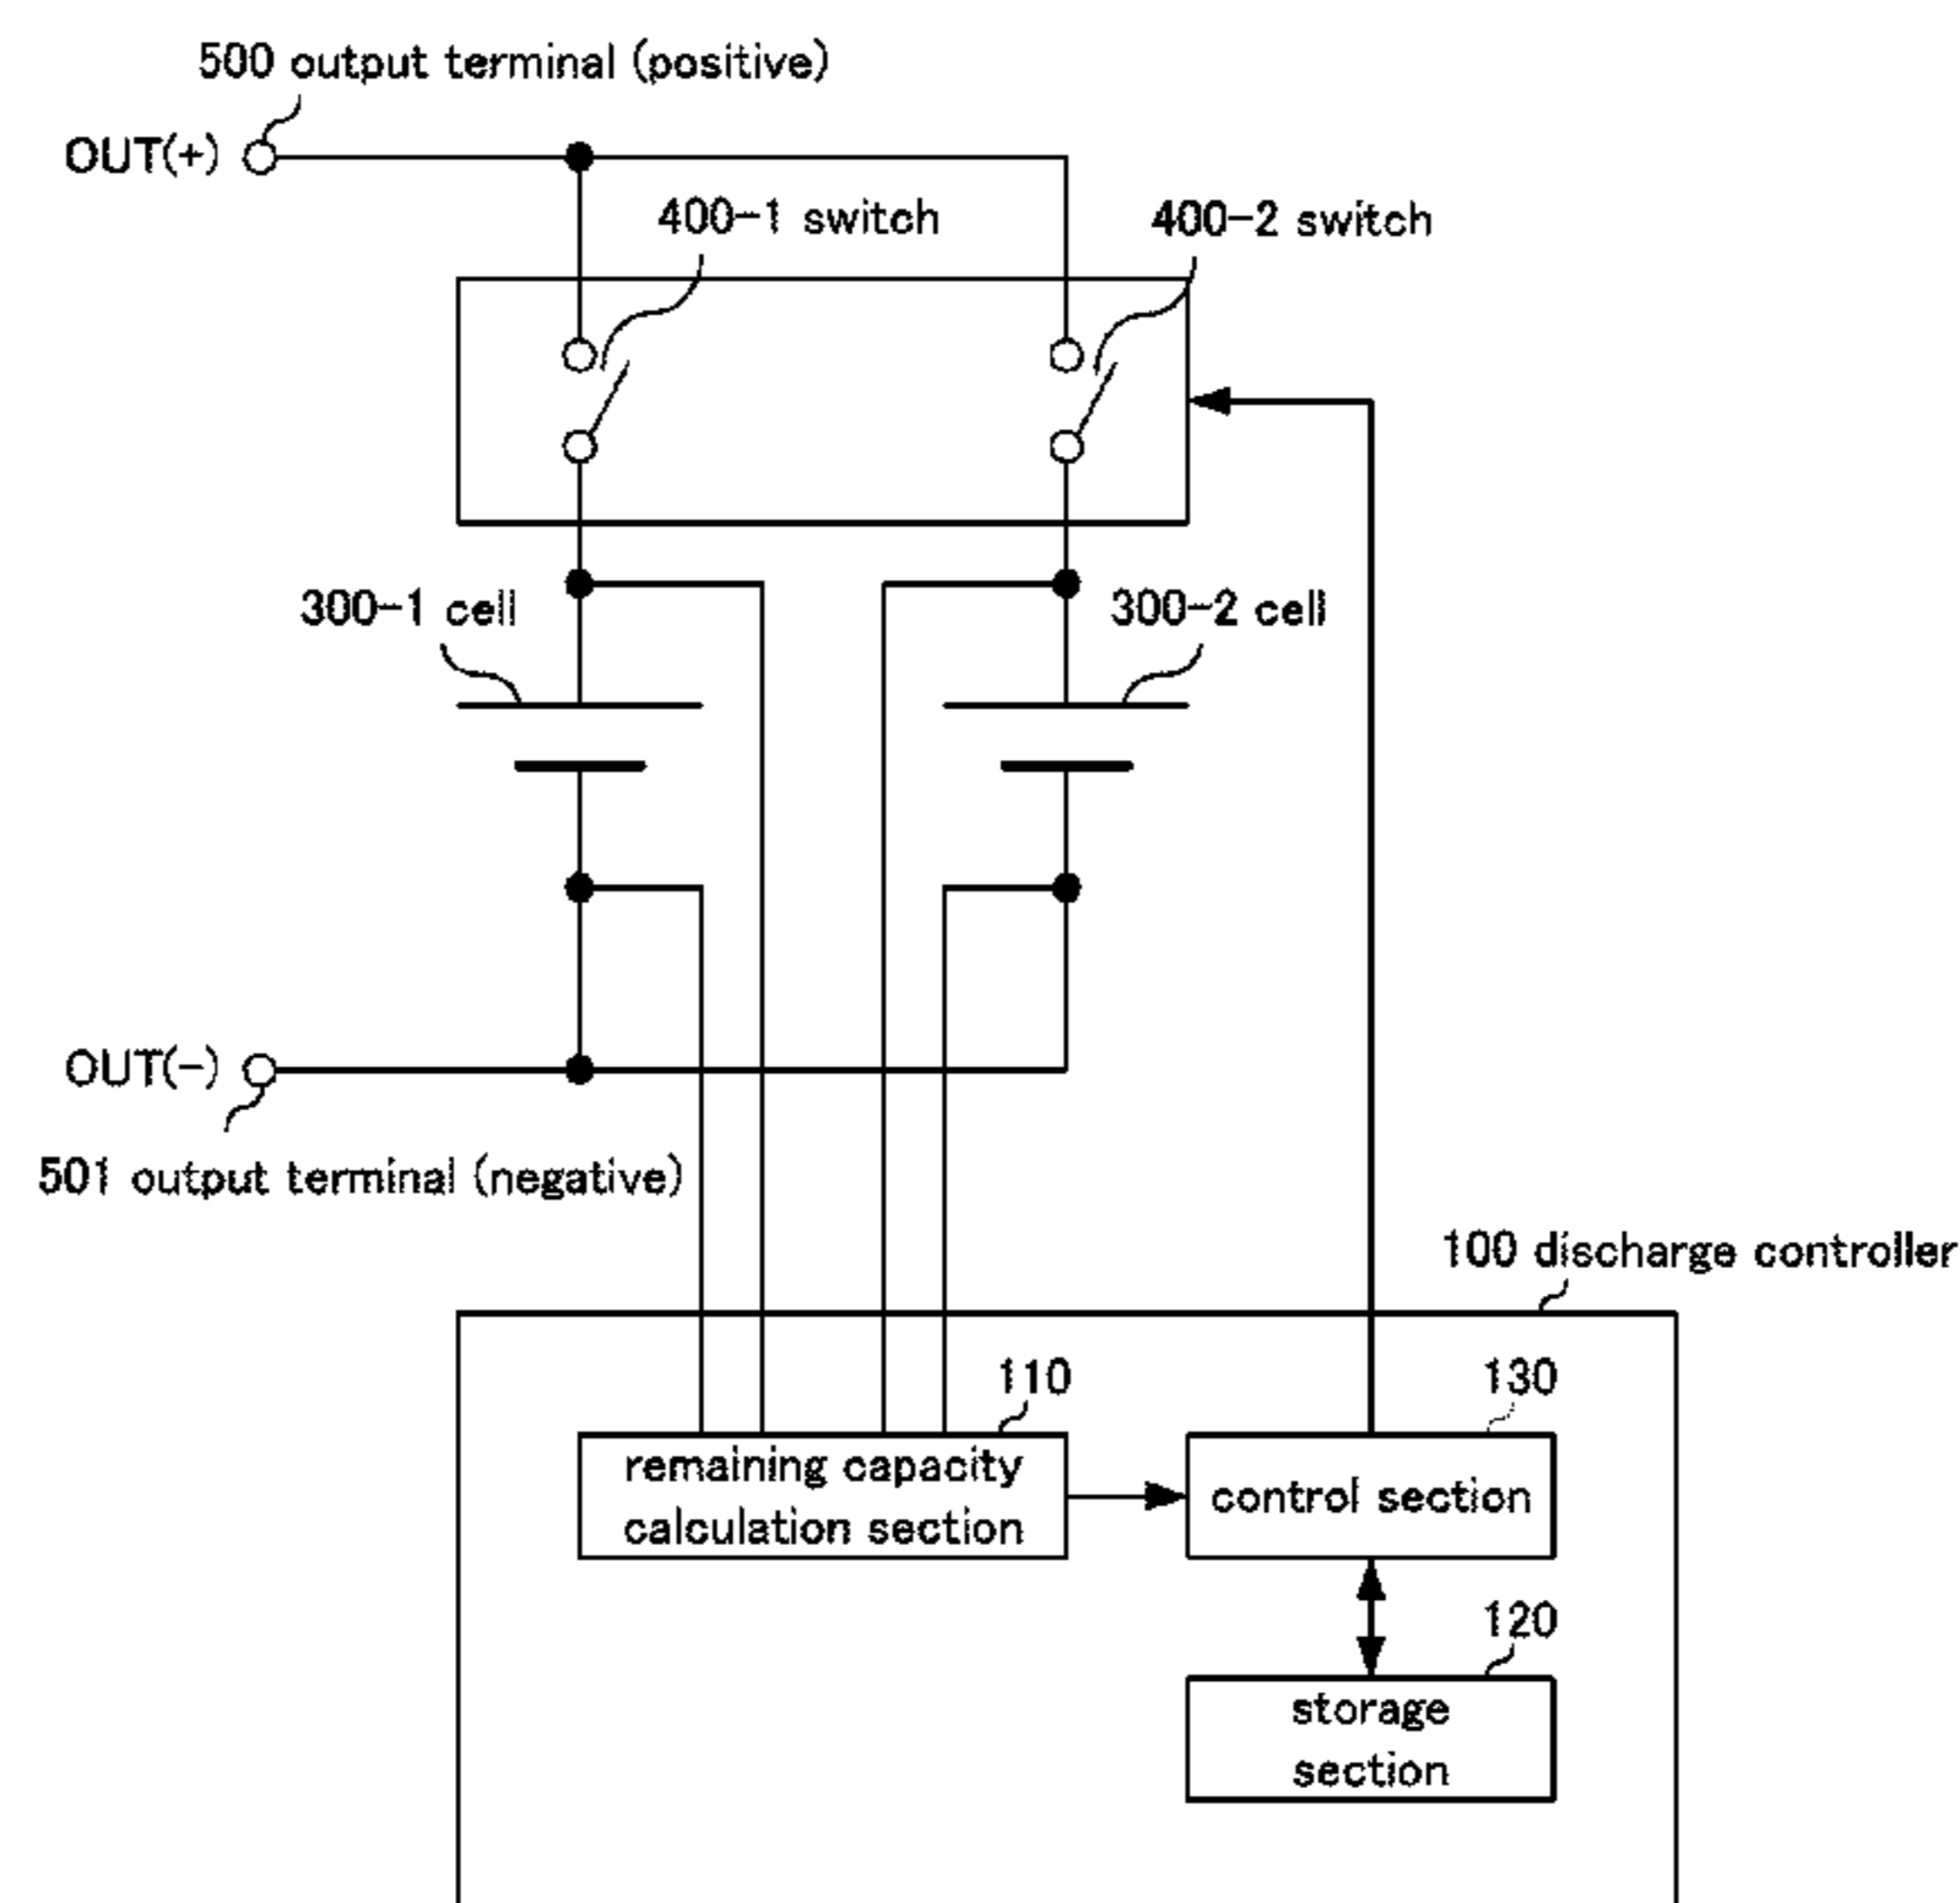 500 output terminal (positive)
OUT(+)
400-1 switch
400-2 switch
300-1 cell
300-2 cell
OUT(-)
501 output terminal (negative)
100 discharge controller
110
130
remaining capacity
calculation section
control section
120
storage
section